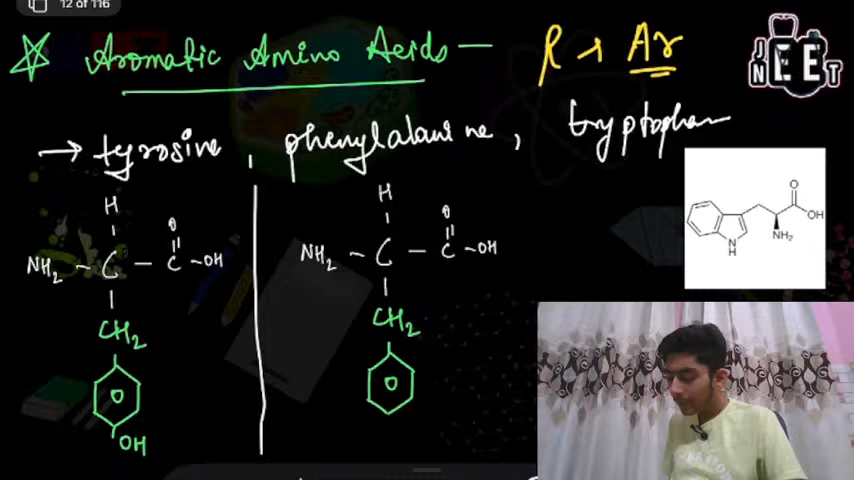 12 of 116
Aromatic Amino Acids — R → Ar
JEE
NEET
→ tyrosine, phenylalanine, tryptophan
H
O
NH₂ – C – C – OH
CH₂
OH
H
O
NH₂ – C – C – OH
CH₂
O
OH
NH₂
N
H